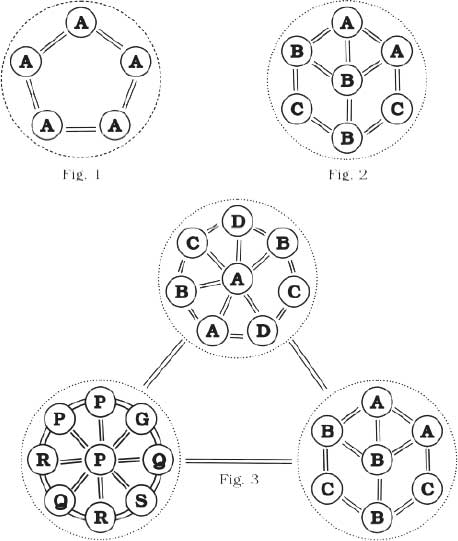 A
A A
A A
Fig. 1
A
B A
B
C C
B
Fig. 2
D
C B
A
B C
A D
P
P G
R P Q
Q S
R
Fig. 3
A
B A
B
C C
B